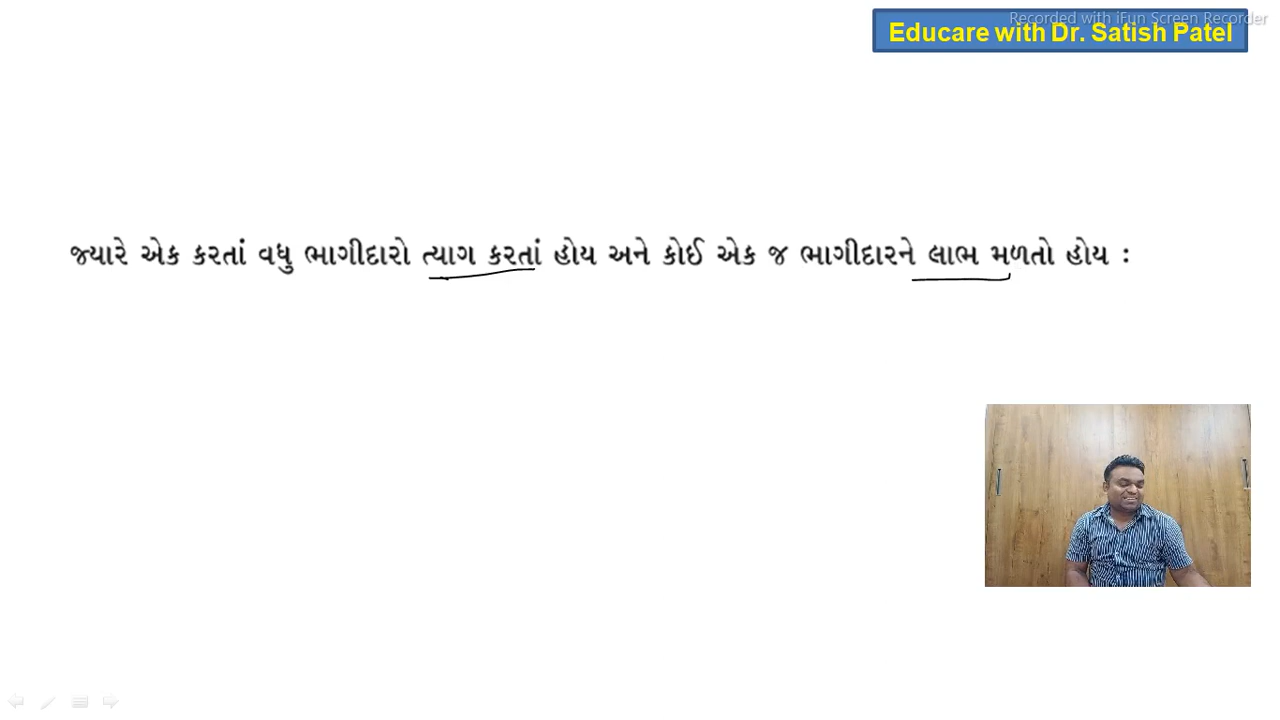 Recorded with iFun Screen Recorder
Educare with Dr. Satish Patel
જ્યારે એક કરતાં વધુ ભાગીદારો ત્યાગ કરતાં હોય અને કોઈ એક જ ભાગીદારને લાભ મળતો હોય :